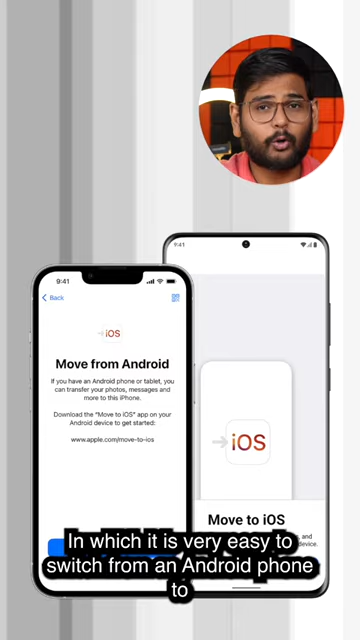 9:41
Back
iOS
Move from Android
If you have an Android phone or tablet, you
can transfer your photos, messages and
more to this iPhone.
Download the "Move to iOS" app on your
Android device to get started:
www.apple.com/move-to-ios
9:41
iOS
Move to iOS
and
device.
In which it is very easy to
switch from an Android phone
to